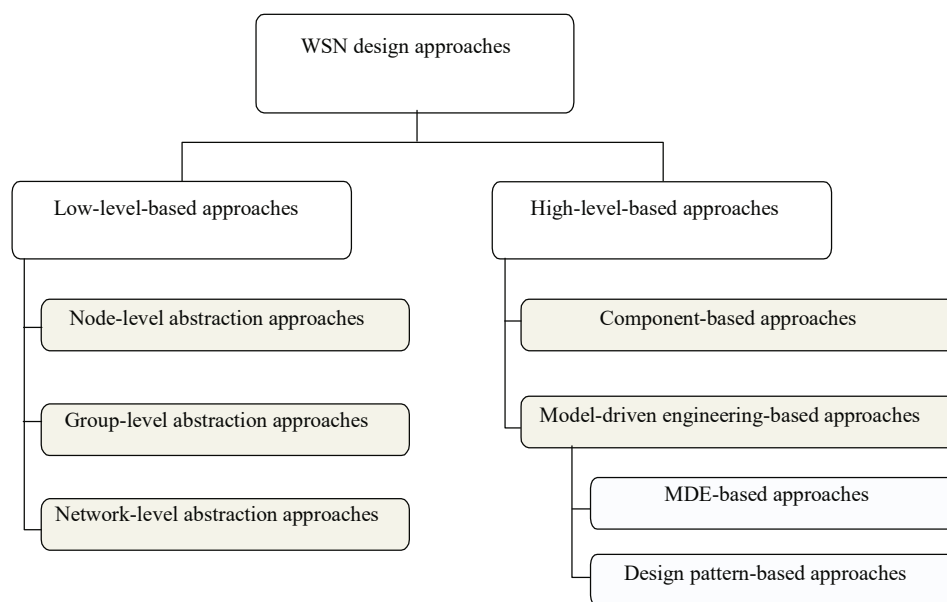 WSN design approaches
Low-level-based approaches
High-level-based approaches
Node-level abstraction approaches
Component-based approaches
Group-level abstraction approaches
Model-driven engineering-based approaches
MDE-based approaches
Network-level abstraction approaches
Design pattern-based approaches